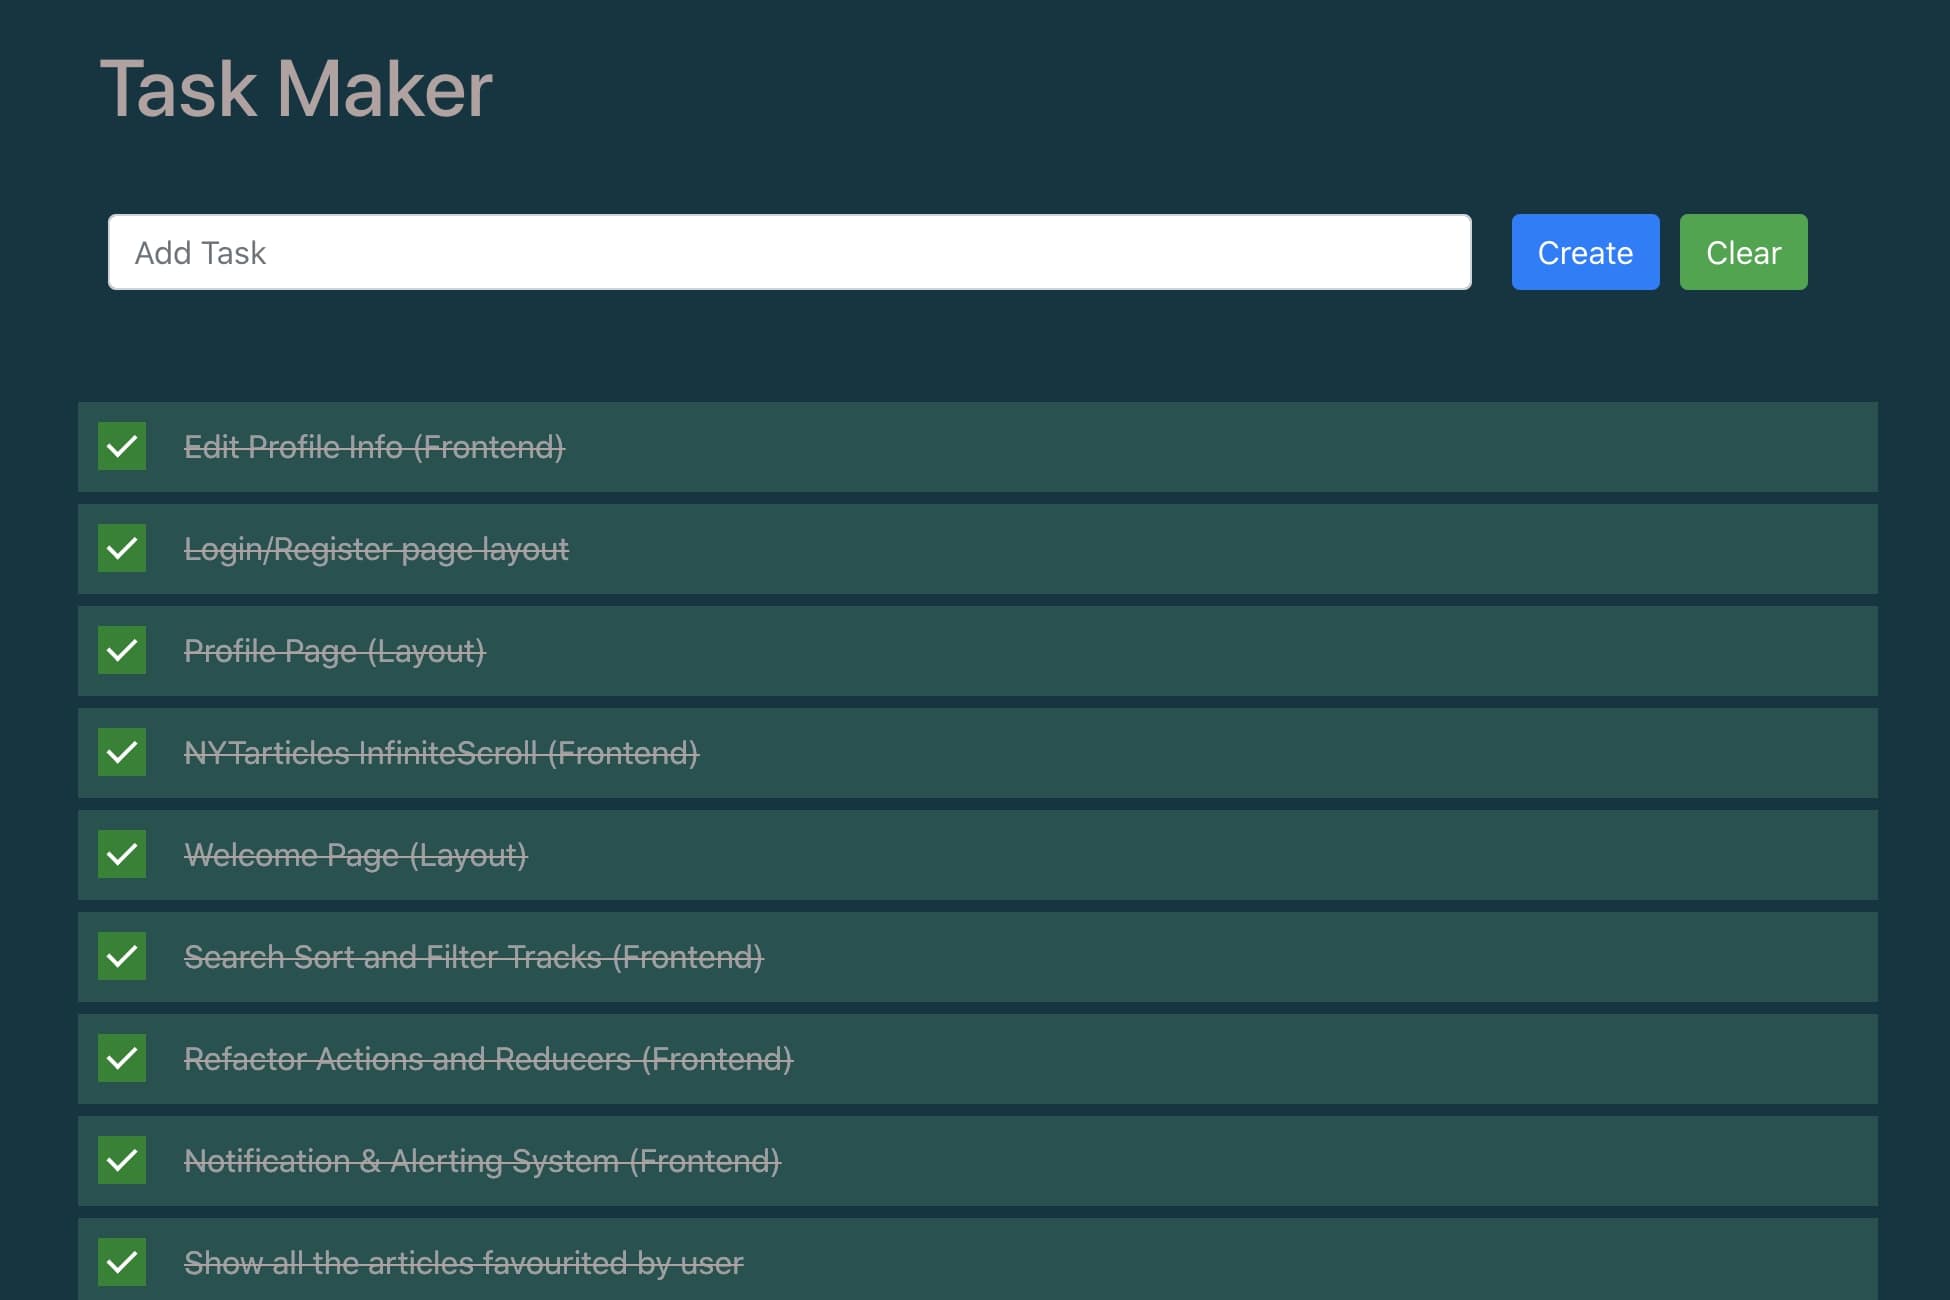 Task Maker
Add Task
Create
Clear
Edit Profile Info (Frontend)
Login/Register page layout
Profile Page (Layout)
NYTarticles InfiniteScroll (Frontend)
Welcome Page (Layout)
Search Sort and Filter Tracks (Frontend)
Refactor Actions and Reducers (Frontend)
Notification & Alerting System (Frontend)
Show all the articles favourited by user